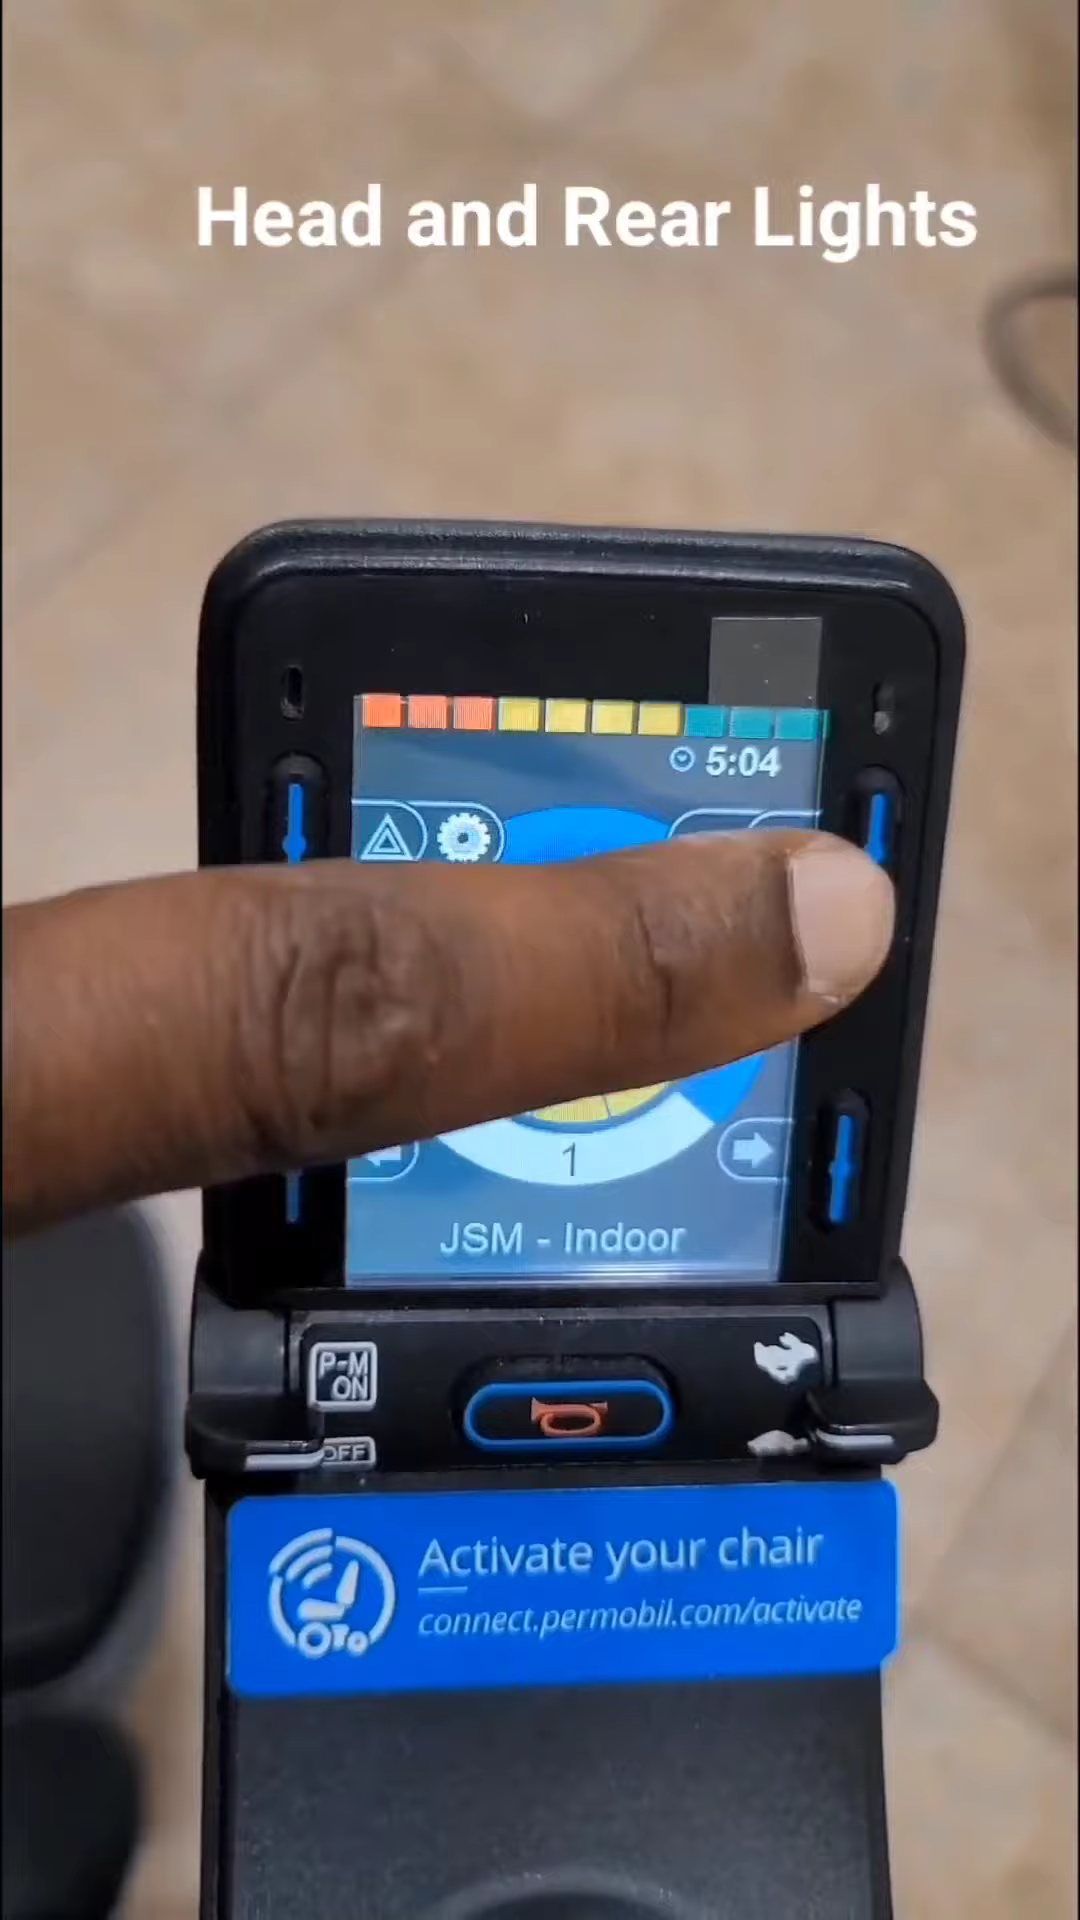 Head and Rear Lights
5:04
1
JSM - Indoor
P-M
ON
OFF
Activate your chair
connect.permobil.com/activate